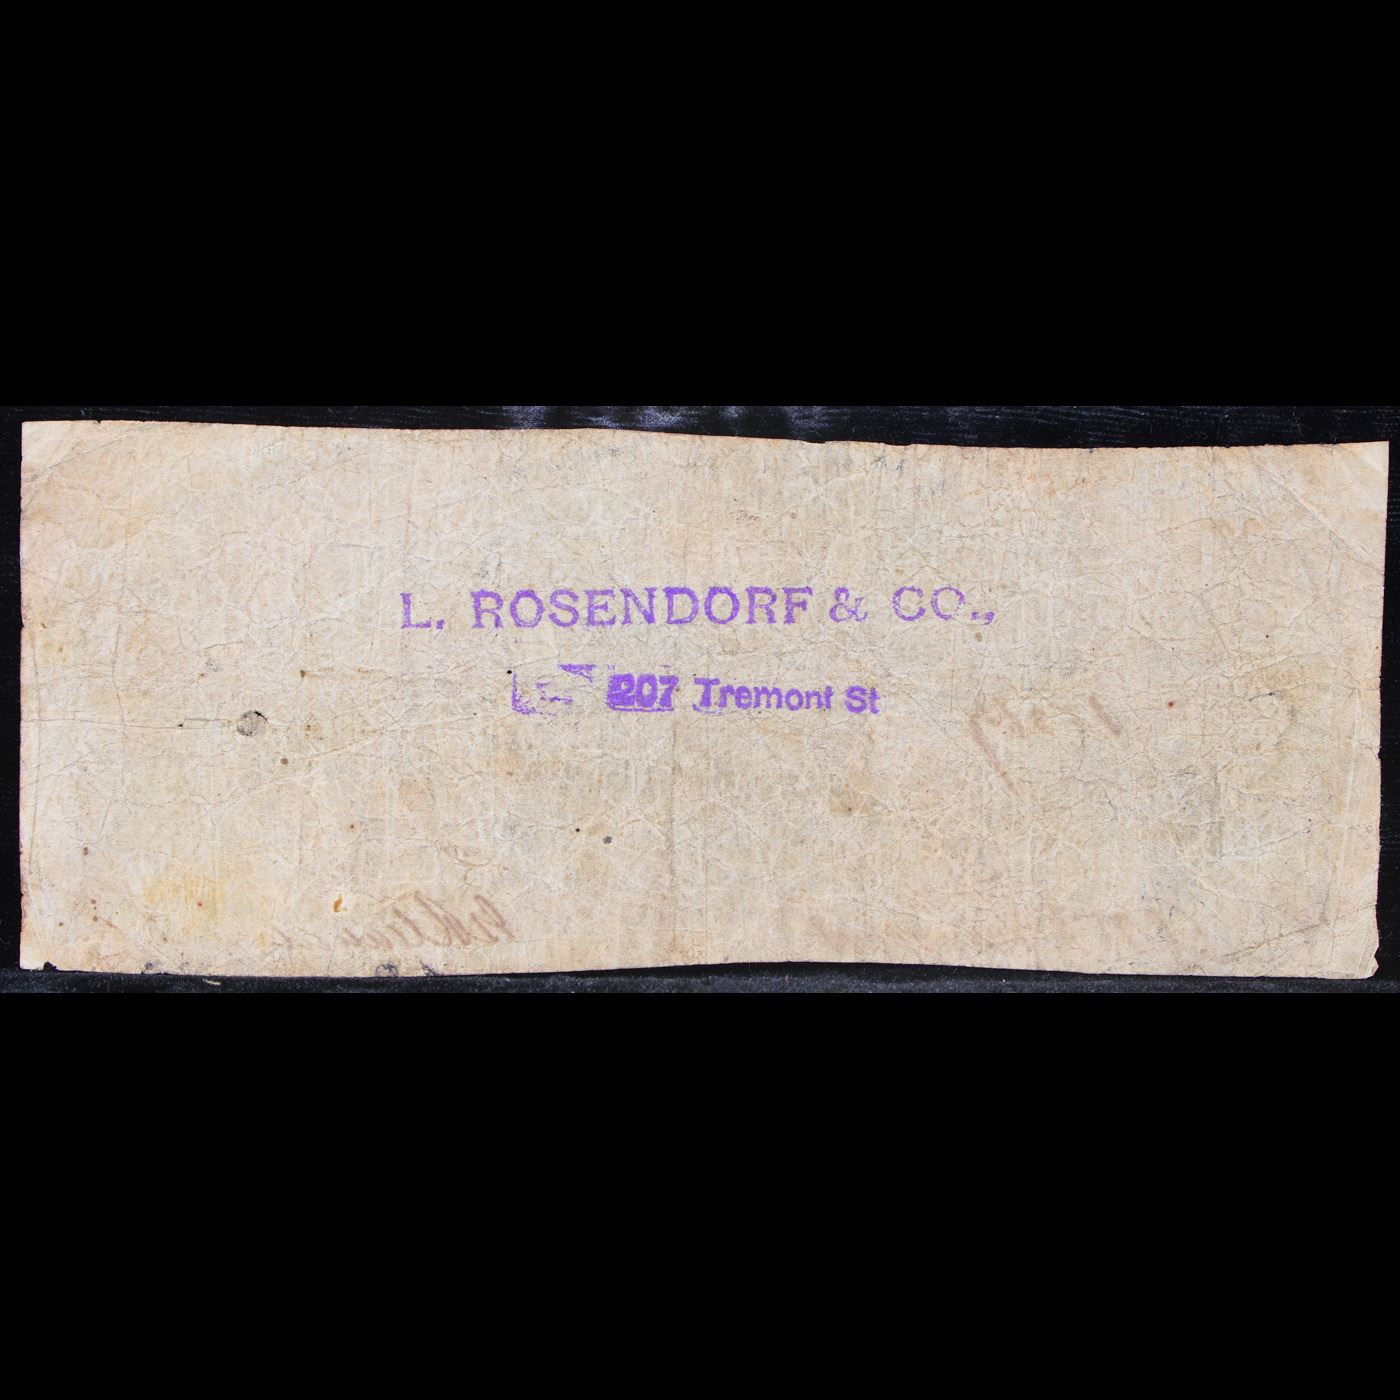 L. ROSENDORF & CO.,
207 Tremont St